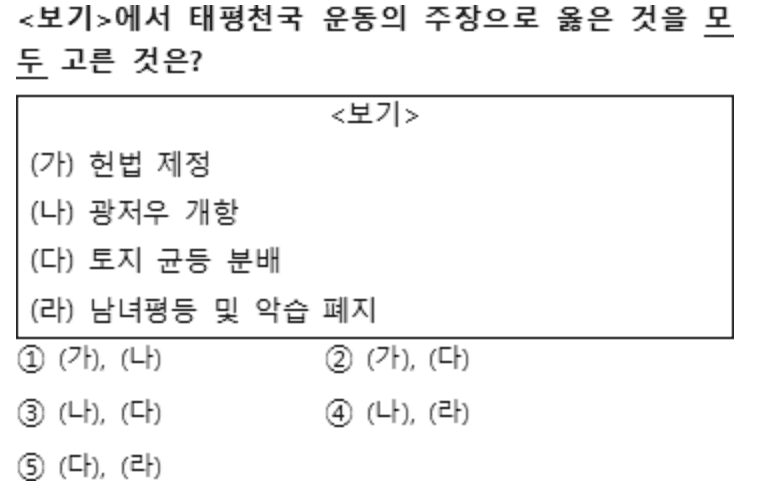 <보기>에서 태평천국 운동의 주장으로 옳은 것을 모
두 고른 것은?
<보기>
(가) 헌법 제정
(나) 광저우 개항
(다) 토지 균등 분배
(라) 남녀평등 및 악습 폐지
① (가), (나) ② (가), (다)
③ (나), (다) ④ (나), (라)
⑤ (다), (라)